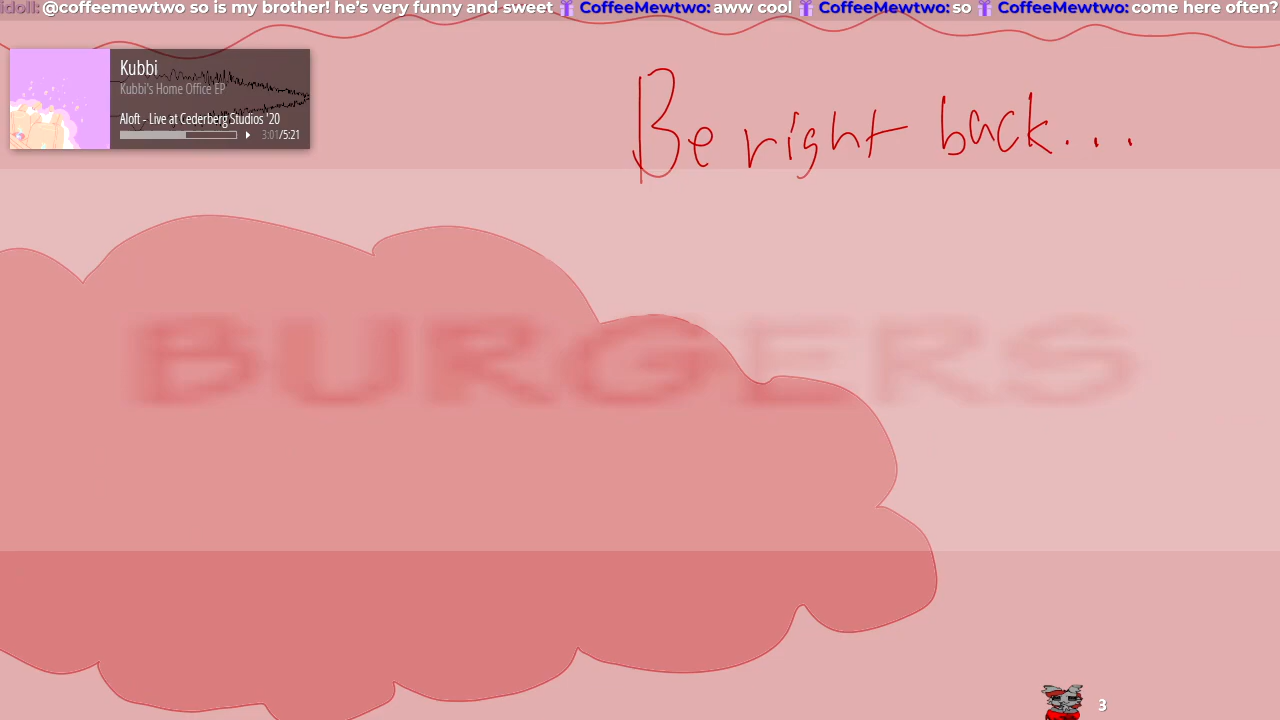 idoll: @coffeemewtwo so is my brother! he's very funny and sweet CoffeeMewtwo: aww cool CoffeeMewtwo: so CoffeeMewtwo: come here often?
Kubbi
Kubbi's Home Office EP
Aloft - Live at Cederberg Studios '20
3:01/5:21
Be right back...
BURGERS
3